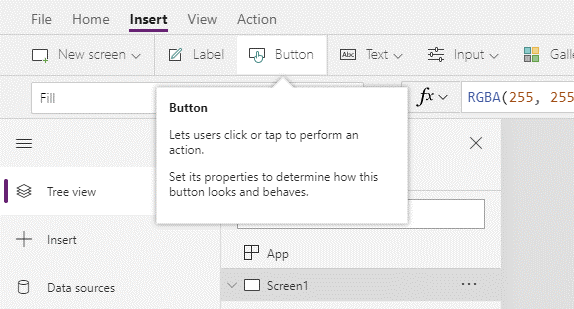 File Home Insert View Action
New screen Label Button Text Input
Fill fx RGBA(255, 255
Button
Lets users click or tap to perform an
action.
Set its properties to determine how this
button looks and behaves.
Tree view
Insert
App
Data sources
Screen1